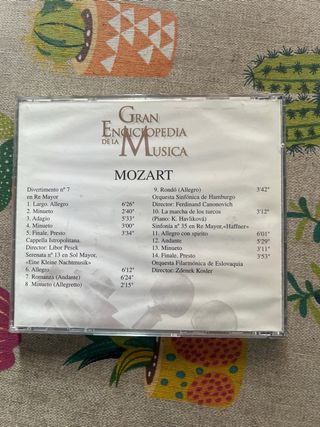 GRAN
ENCICLOPEDIA
DE LA
MUSICA
MOZART
Divertimento nº 7
en Re Mayor
1. Largo. Allegro 6'26"
2. Minueto 2'40"
3. Adagio 5'33"
4. Minueto 3'00"
5. Finale. Presto 3'34"
Cappella Istropolitana
Director: Libor Pesek
Serenata nº 13 en Sol Mayor,
«Eine Kleine Nachtmusik»
6. Allegro 6'12"
7. Romanza (Andante) 6'24"
8 Minueto (Allegretto) 2'15"
9. Rondó (Allegro) 3'42"
Orquesta Sinfónica de Hamburgo
Director: Ferdinand Canonovich
10. La marcha de los turcos 3'12"
(Piano: K. Havliková)
Sinfonía nº 35 en Re Mayor,«Haffner»
11. Allegro con spirito 6'01"
12. Andante 5'29"
13. Minueto 3'11"
14. Finale. Presto 3'53"
Orquesta Filarmónica de Eslovaquia
Director: Zdenek Kosler